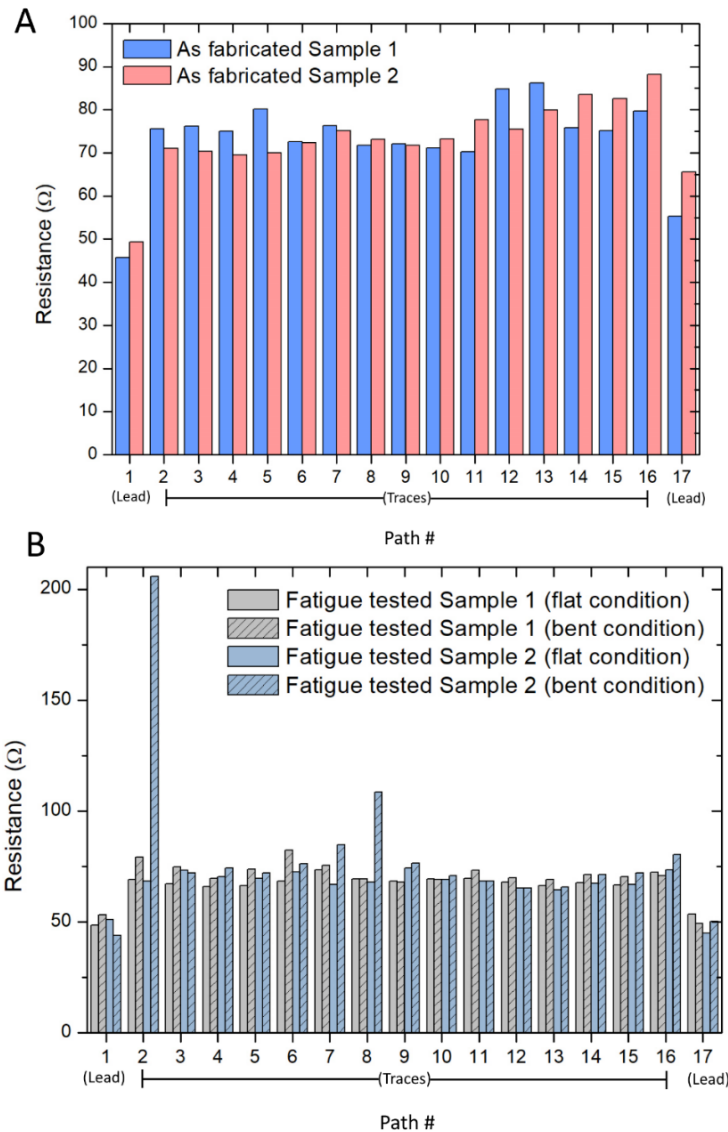 A
100
90
80
70
60
50
40
30
20
10
0
Resistance (Ω)
As fabricated Sample 1
As fabricated Sample 2
1 2 3 4 5 6 7 8 9 10 11 12 13 14 15 16 17
(Lead) (Traces) (Lead)
Path #
B
200
150
100
50
0
Resistance (Ω)
Fatigue tested Sample 1 (flat condition)
Fatigue tested Sample 1 (bent condition)
Fatigue tested Sample 2 (flat condition)
Fatigue tested Sample 2 (bent condition)
1 2 3 4 5 6 7 8 9 10 11 12 13 14 15 16 17
(Lead) (Traces) (Lead)
Path #